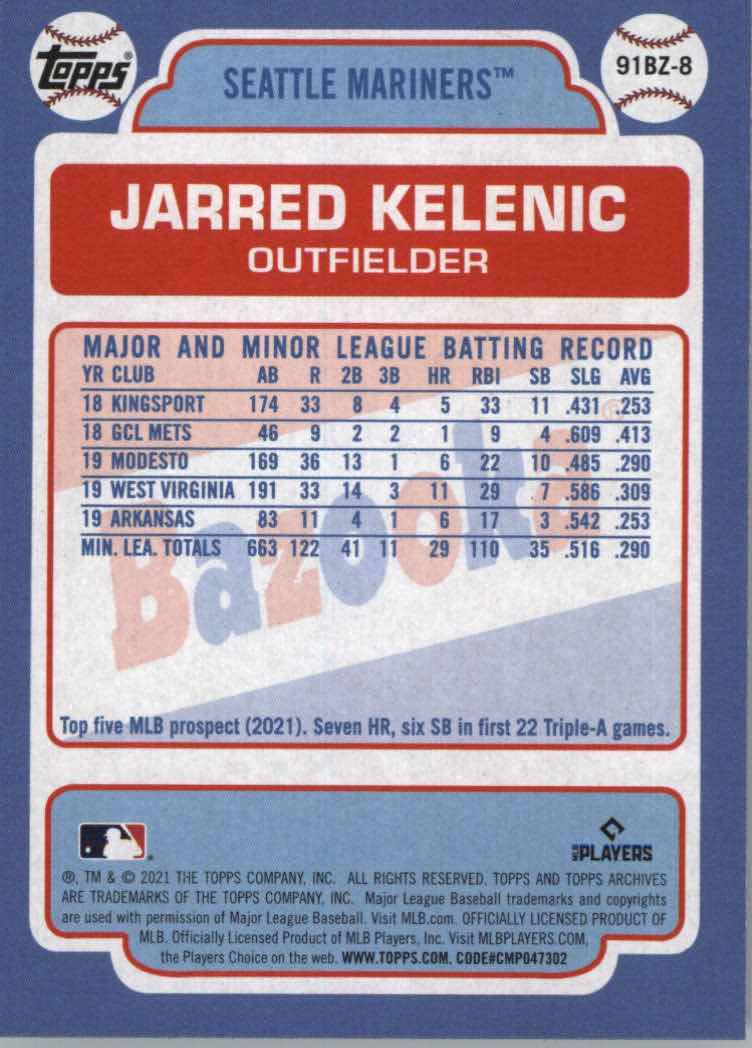 Topps
91BZ-8
SEATTLE MARINERS™
JARRED KELENIC
OUTFIELDER
MAJOR AND MINOR LEAGUE BATTING RECORD
YR CLUB AB R 2B 3B HR RBI SB SLG AVG
18 KINGSPORT 174 33 8 4 5 33 11 .431 .253
18 GCL METS 46 9 2 2 1 9 4 .609 .413
19 MODESTO 169 36 13 1 6 22 10 .485 .290
19 WEST VIRGINIA 191 33 14 3 11 29 7 .586 .309
19 ARKANSAS 83 11 4 1 6 17 3 .542 .253
MIN. LEA. TOTALS 663 122 41 11 29 110 35 .516 .290
Bazooka®
Top five MLB prospect (2021). Seven HR, six SB in first 22 Triple-A games.
PLAYERS
®, TM & © 2021 THE TOPPS COMPANY, INC. ALL RIGHTS RESERVED. TOPPS AND TOPPS ARCHIVES
ARE TRADEMARKS OF THE TOPPS COMPANY, INC. Major League Baseball trademarks and copyrights
are used with permission of Major League Baseball. Visit MLB.com. OFFICIALLY LICENSED PRODUCT OF
MLB. Officially Licensed Product of MLB Players, Inc. Visit MLBPLAYERS.COM,
the Players Choice on the web. WWW.TOPPS.COM. CODE#CMP047302